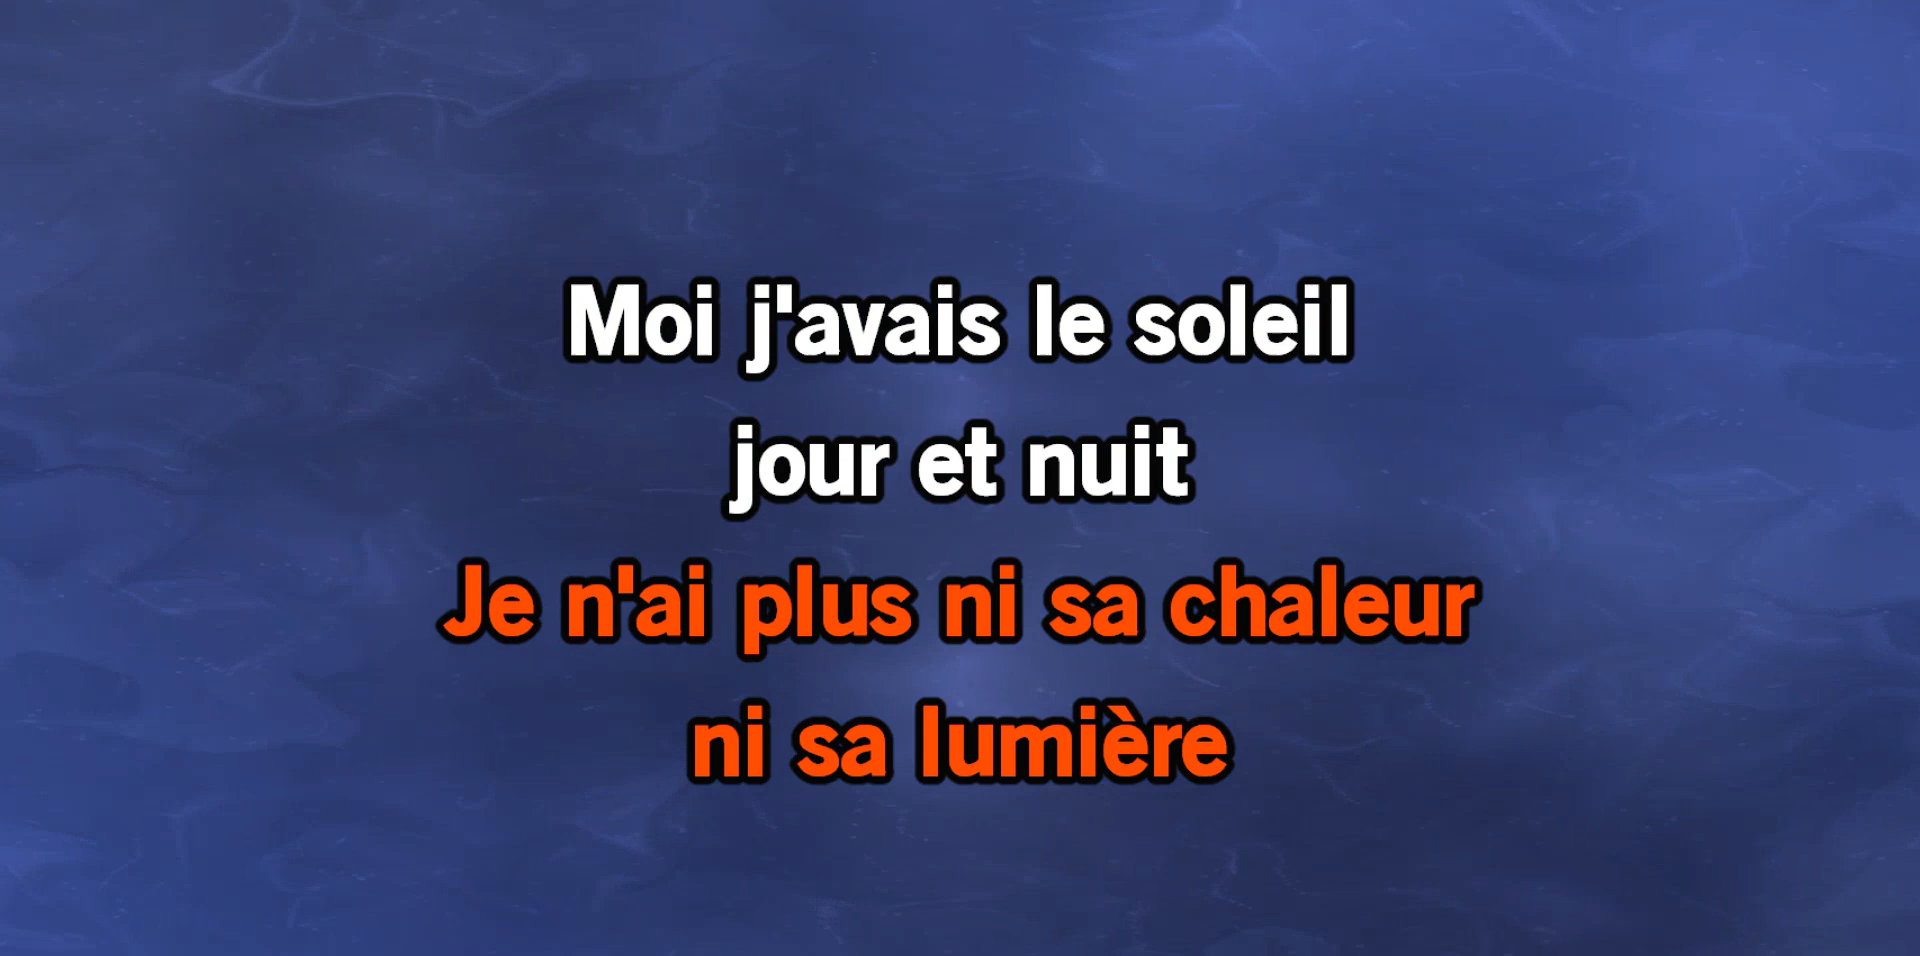 Moi j'avais le soleil
jour et nuit
Je n'ai plus ni sa chaleur
ni sa lumière